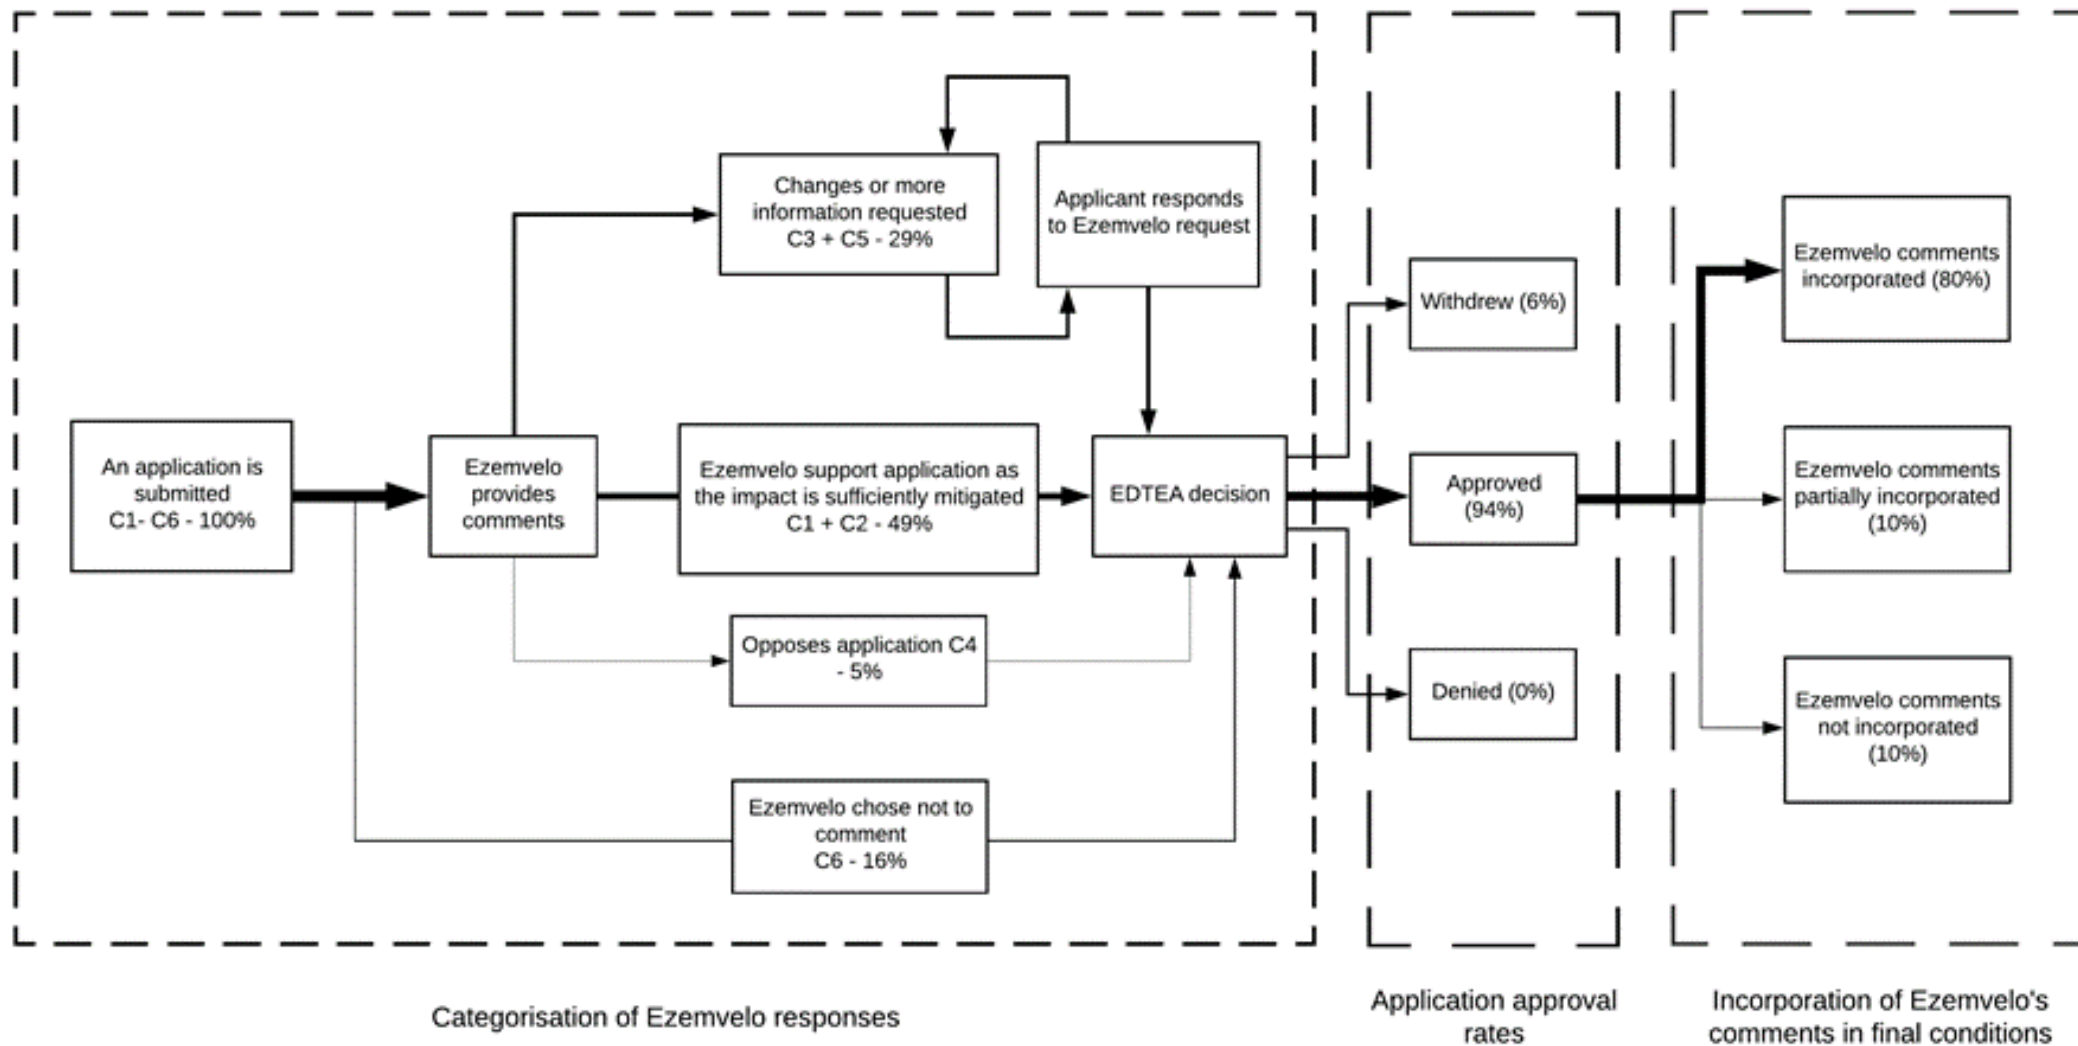 Changes or more
information requested
C3 + C5 - 29%
Applicant responds
to Ezemvelo request
An application is
submitted
C1- C6 - 100%
Ezemvelo
provides
comments
Ezemvelo support application as
the impact is sufficiently mitigated
C1 + C2 - 49%
EDTEA decision
Opposes application C4
- 5%
Ezemvelo chose not to
comment
C6 - 16%
Withdrew (6%)
Approved
(94%)
Denied (0%)
Ezemvelo comments
incorporated (80%)
Ezemvelo comments
partially incorporated
(10%)
Ezemvelo comments
not incorporated
(10%)
Categorisation of Ezemvelo responses
Application approval
rates
Incorporation of Ezemvelo's
comments in final conditions